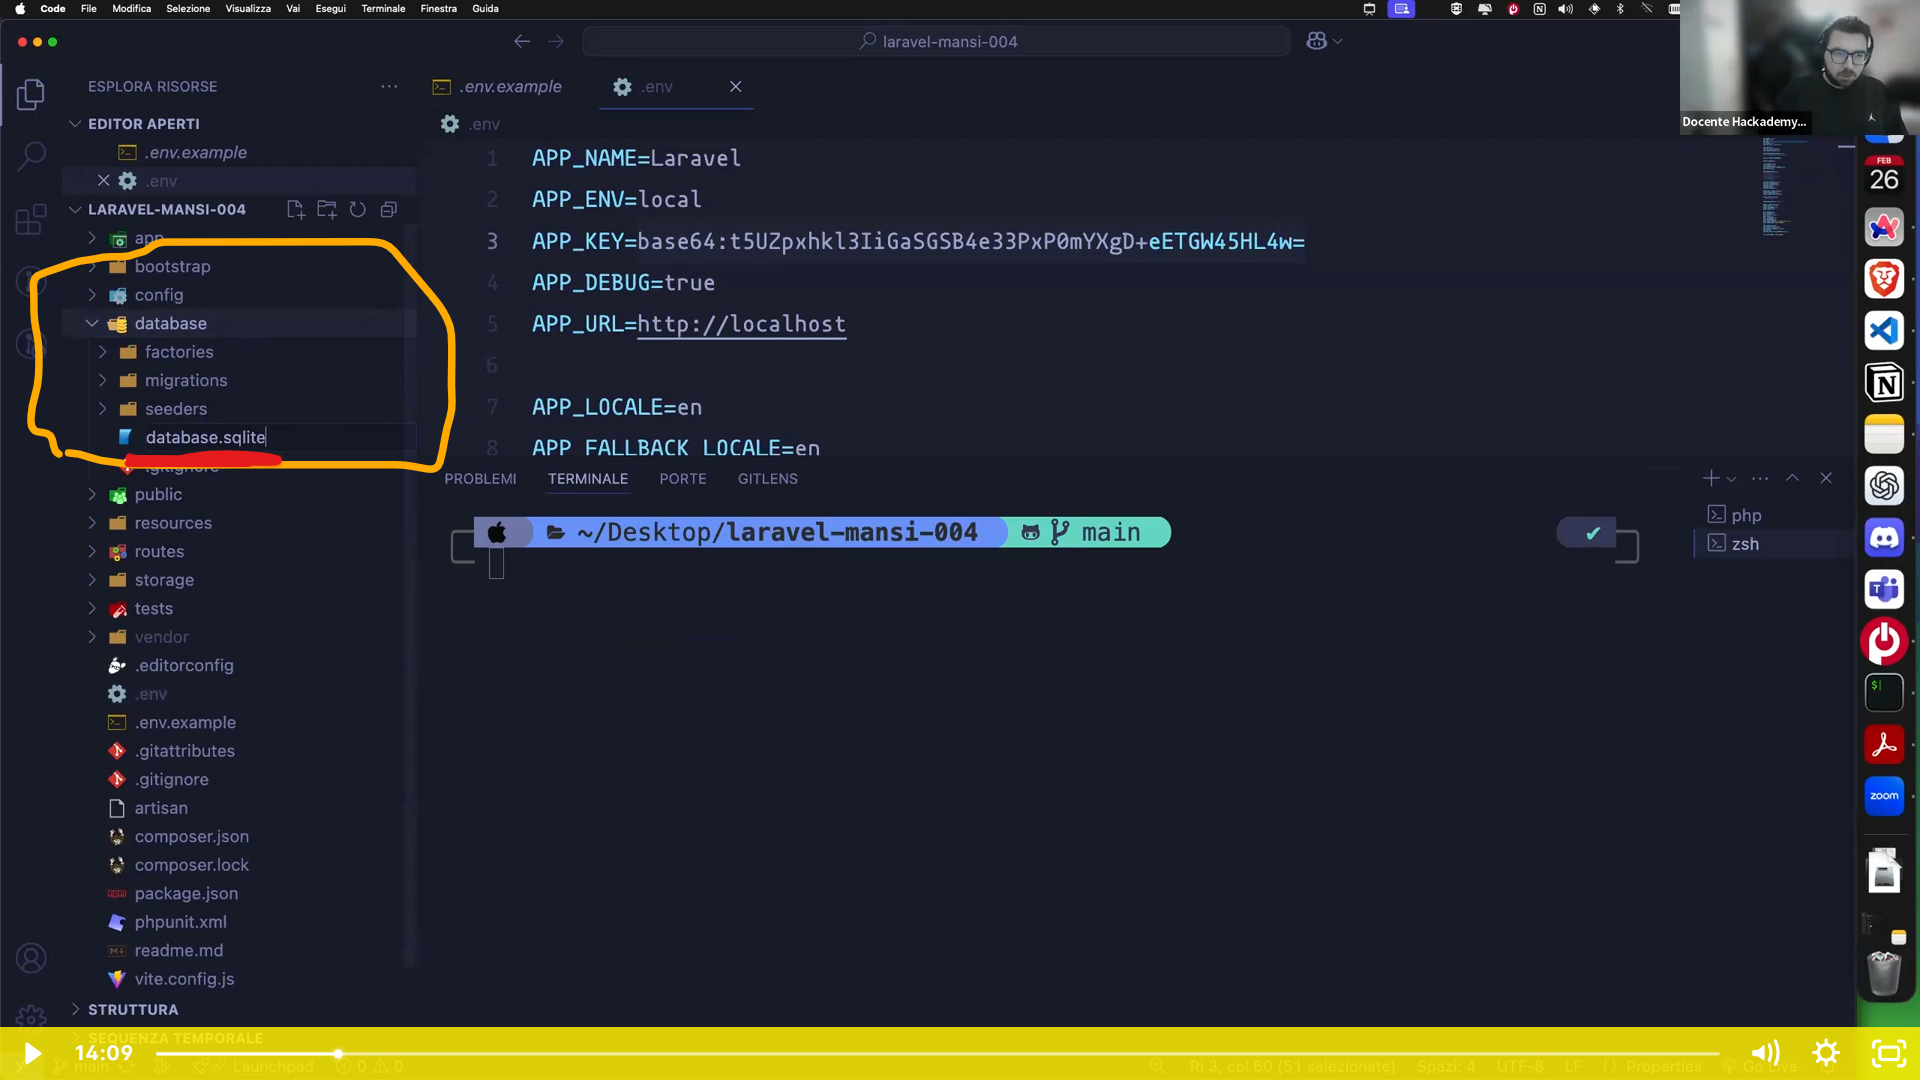 Code File Modifica Selezione Visualizza Vai Esegui Terminale Finestra Guida
laravel-mansi-004
Docente Hackademy...
ESPLORA RISORSE
.env.example
.env
EDITOR APERTI
.env.example
.env
LARAVEL-MANSI-004
app
bootstrap
config
database
factories
migrations
seeders
database.sqlite
.gitignore
public
resources
routes
storage
tests
vendor
.editorconfig
.env
.env.example
.gitattributes
.gitignore
artisan
composer.json
composer.lock
package.json
phpunit.xml
readme.md
vite.config.js
STRUTTURA
SEQUENZA TEMPORALE
.env
1 APP_NAME=Laravel
2 APP_ENV=local
3 APP_KEY=base64:t5UZpxhkl3IiGaSGSB4e33PxP0mYXgD+eETGW45HL4w=
4 APP_DEBUG=true
5 APP_URL=http://localhost
6
7 APP_LOCALE=en
8 APP_FALLBACK_LOCALE=en
PROBLEMI TERMINALE PORTE GITLENS
~/Desktop/laravel-mansi-004 main
php
zsh
FEB
26
zoom
14:09
main Launchpad 0 0 Ri 3, col 60 (51 selezionate) Spazi: 4 UTF-8 LF Properties Go Live